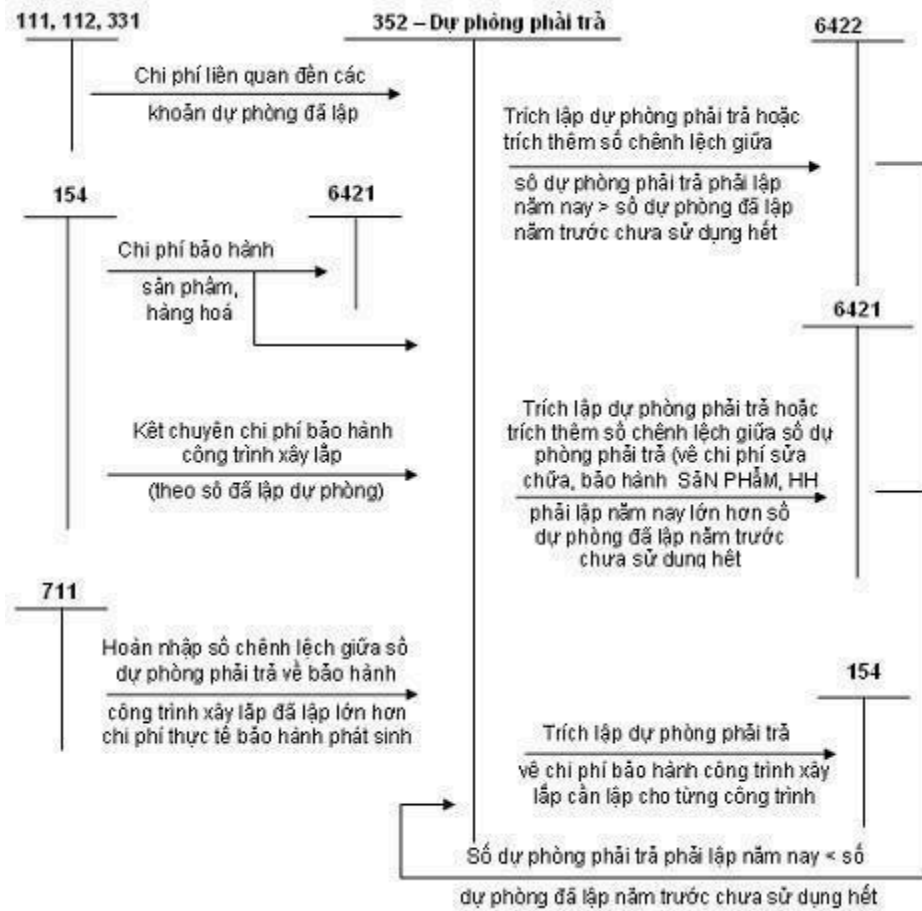 111, 112, 331
352 – Dự phòng phải trả
6422
Chi phí liên quan đến các
khoản dự phòng đã lập
Trích lập dự phòng phải trả hoặc
trích thêm số chênh lệch giữa
số dự phòng phải trả phải lập
năm nay > số dự phòng đã lập
năm trước chưa sử dụng hết
154
6421
Chi phí bảo hành
sản phẩm,
hàng hoá
6421
Kết chuyển chi phí bảo hành
công trình xây lắp
(theo số đã lập dự phòng)
Trích lập dự phòng phải trả hoặc
trích thêm số chênh lệch giữa số dự
phòng phải trả (về chi phí sửa
chữa, bảo hành SảN PHẩM, HH
phải lập năm nay lớn hơn số
dự phòng đã lập nằm trước
chưa sử dung hết
711
Hoàn nhập số chênh lệch giữa số
dự phòng phải trả về bảo hành
công trình xây lắp đã lập lớn hơn
chi phí thực tế bảo hành phát sinh
154
Trích lập dự phòng phải trả
về chi phí bảo hành công trình xây
lắp cần lập cho từng công trình
Số dự phòng phải trả phải lập năm nay < số
dự phòng đã lập năm trước chưa sử dụng hết